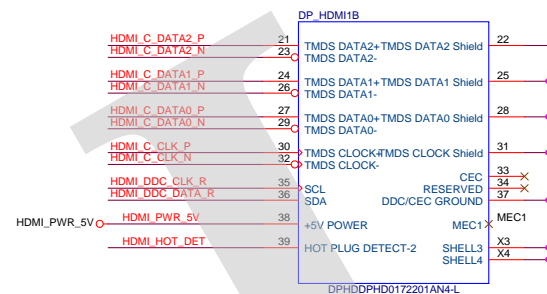 DP_HDMI1B
HDMI_C_DATA2_P 21 TMDS DATA2+ TMDS DATA2 Shield 22
HDMI_C_DATA2_N 23 TMDS DATA2-
HDMI_C_DATA1_P 24 TMDS DATA1+ TMDS DATA1 Shield 25
HDMI_C_DATA1_N 26 TMDS DATA1-
HDMI_C_DATA0_P 27 TMDS DATA0+ TMDS DATA0 Shield 28
HDMI_C_DATA0_N 29 TMDS DATA0-
HDMI_C_CLK_P 30 TMDS CLOCK+ TMDS CLOCK Shield 31
HDMI_C_CLK_N 32 TMDS CLOCK-
CEC 33
HDMI_DDC_CLK_R 35 SCL RESERVED 34
HDMI_DDC_DATA_R 36 SDA DDC/CEC GROUND 37
HDMI_PWR_5V HDMI_PWR_5V 38 +5V POWER MEC1 MEC1
HDMI_HOT_DET 39 HOT PLUG DETECT-2 SHELL3 X3
SHELL4 X4
DPHDDPHD0172201AN4-L